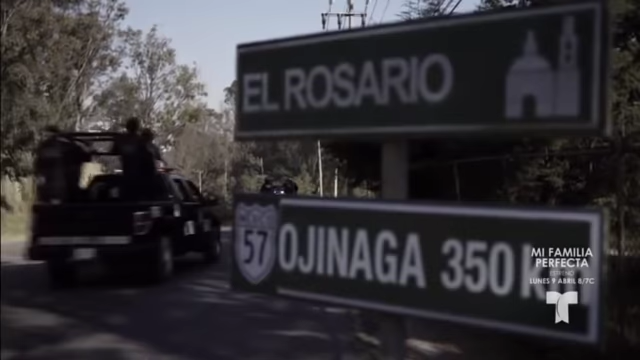 EL ROSARIO
57
OJINAGA 350
MI FAMILIA
PERFECTA
ESTRENO
LUNES 9 ABRIL 8/7C
T